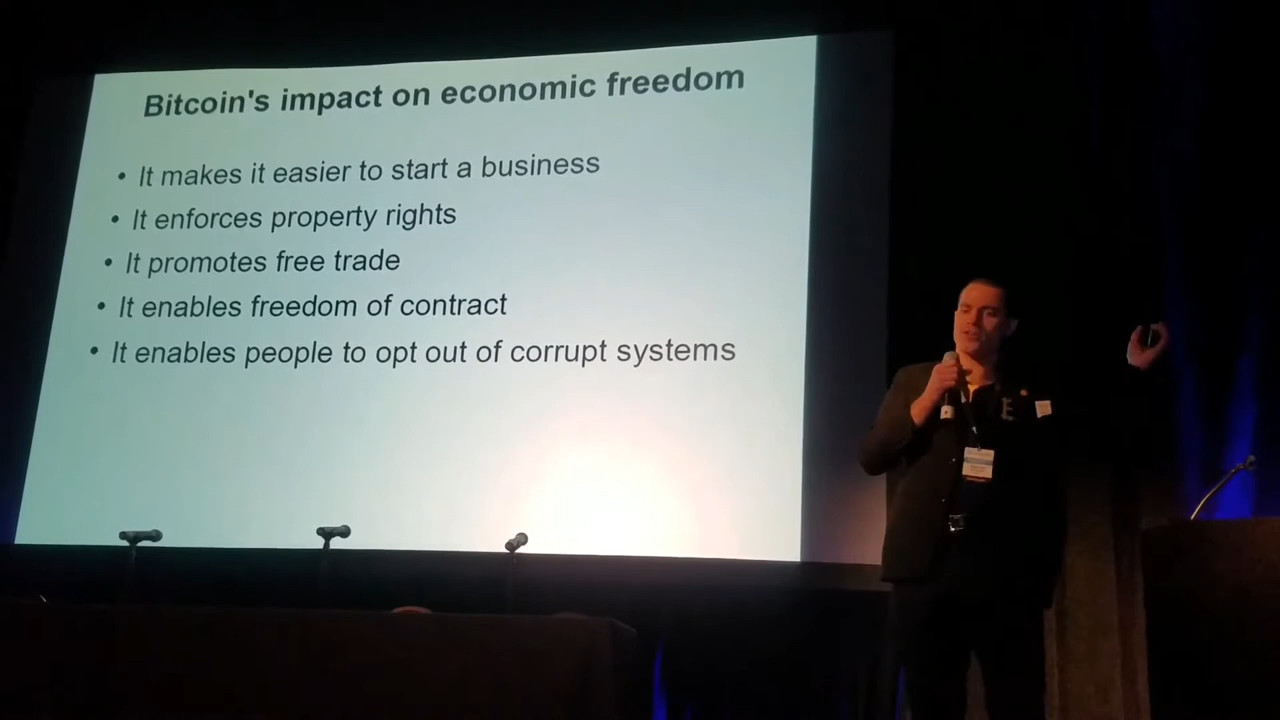 Bitcoin's impact on economic freedom
• It makes it easier to start a business
• It enforces property rights
• It promotes free trade
• It enables freedom of contract
• It enables people to opt out of corrupt systems